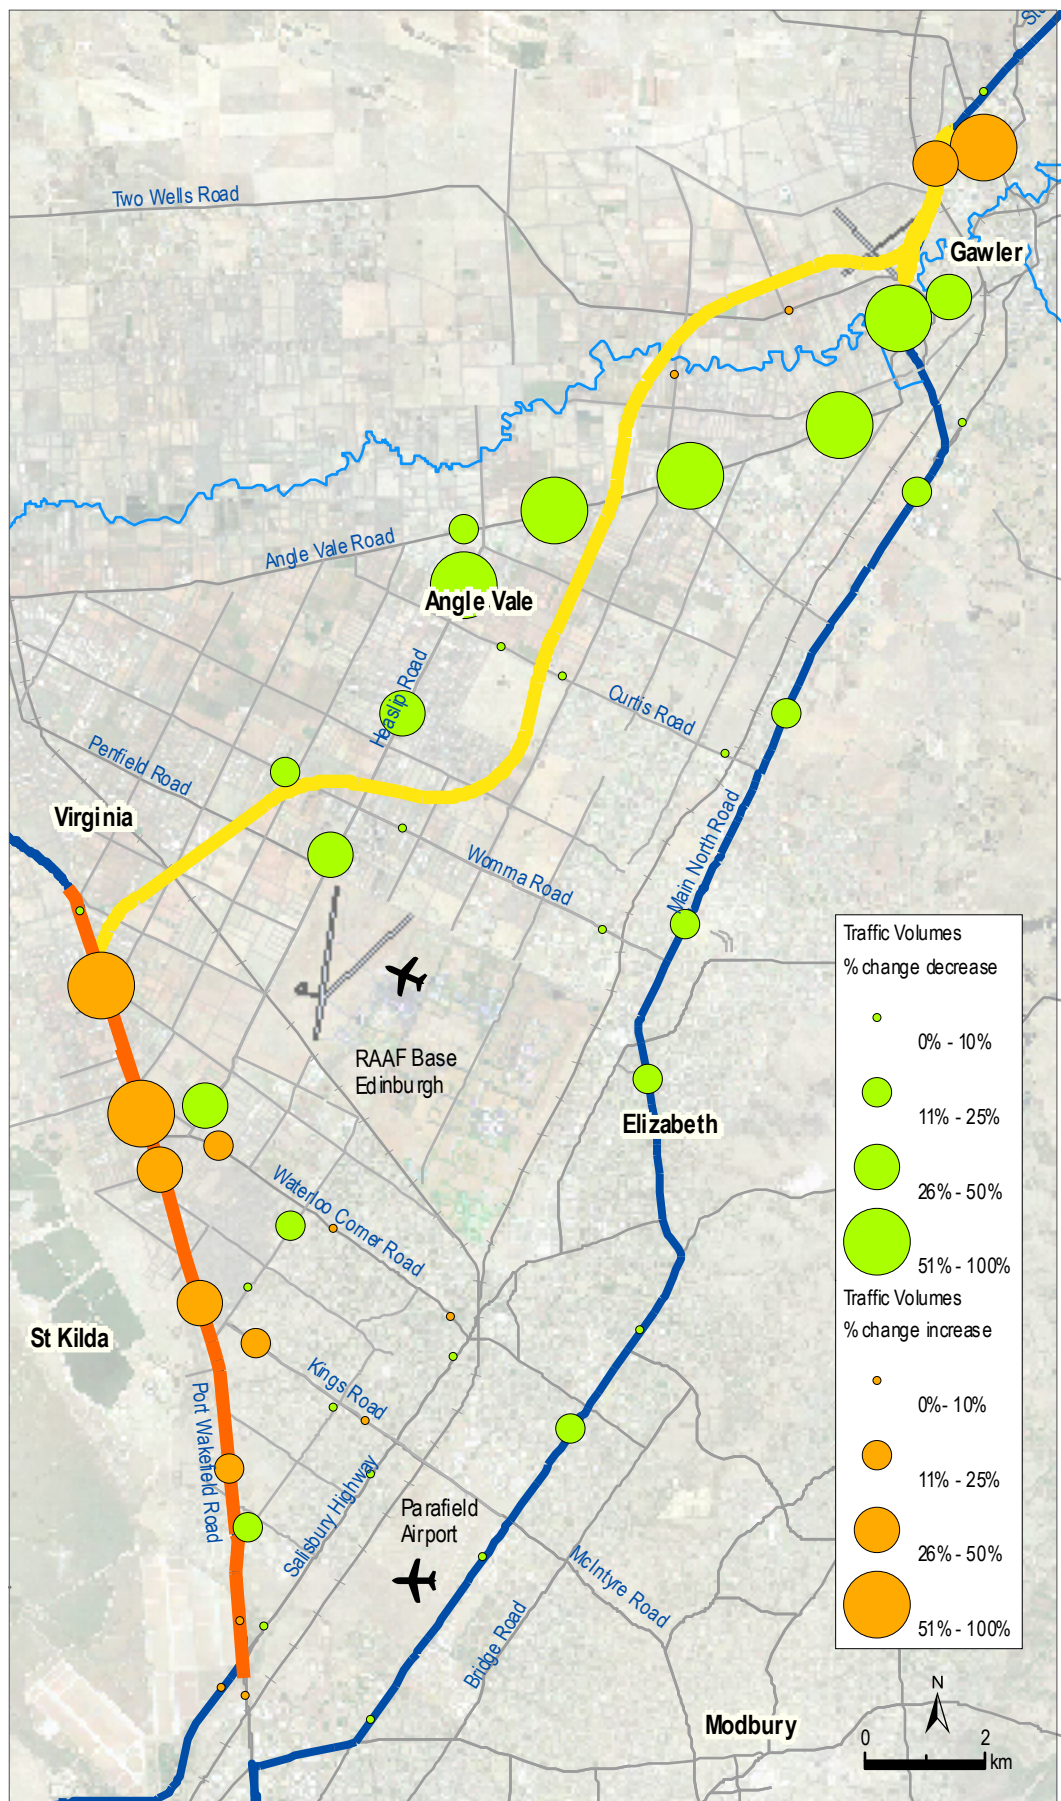 Two Wells Road
Gawler
Angle Vale Road
Angle Vale
Heaslip Road
Curtis Road
Penfield Road
Virginia
Main North Road
Womma Road
RAAF Base
Edinburgh
Elizabeth
Waterloo Corner Road
St Kilda
Kings Road
Port Wakefield Road
Salisbury Highway
Parafield
Airport
McIntyre Road
Bridge Road
Modbury
Traffic Volumes
% change decrease
0% - 10%
11% - 25%
26% - 50%
51% - 100%
Traffic Volumes
% change increase
0%- 10%
11% - 25%
26% - 50%
51% - 100%
N
0 2
km